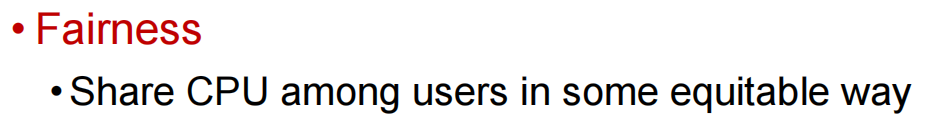 • Fairness
• Share CPU among users in some equitable way